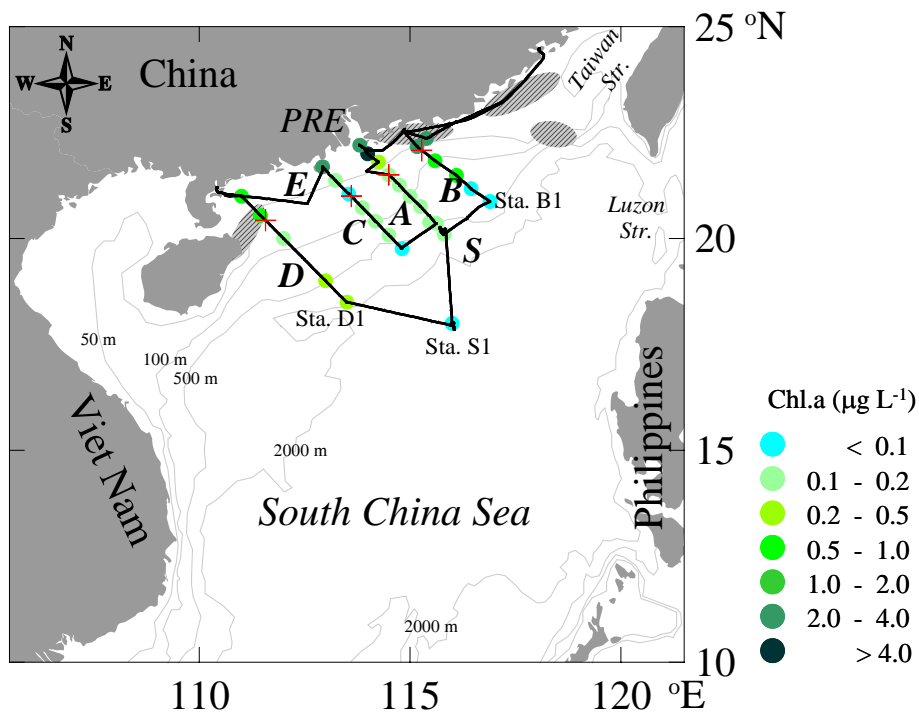 25 °N
N
W E
S
China
Taiwan
Str.
PRE
E
B
Sta. B1
A
C
S
Luzon
Str.
D
Sta. D1
Sta. S1
50 m
100 m
500 m
Viet Nam
Philippines
20
Chl.a (µg L-1)
< 0.1
0.1 - 0.2
0.2 - 0.5
0.5 - 1.0
1.0 - 2.0
2.0 - 4.0
> 4.0
2000 m
15
South China Sea
2000 m
10
110 115 120 °E